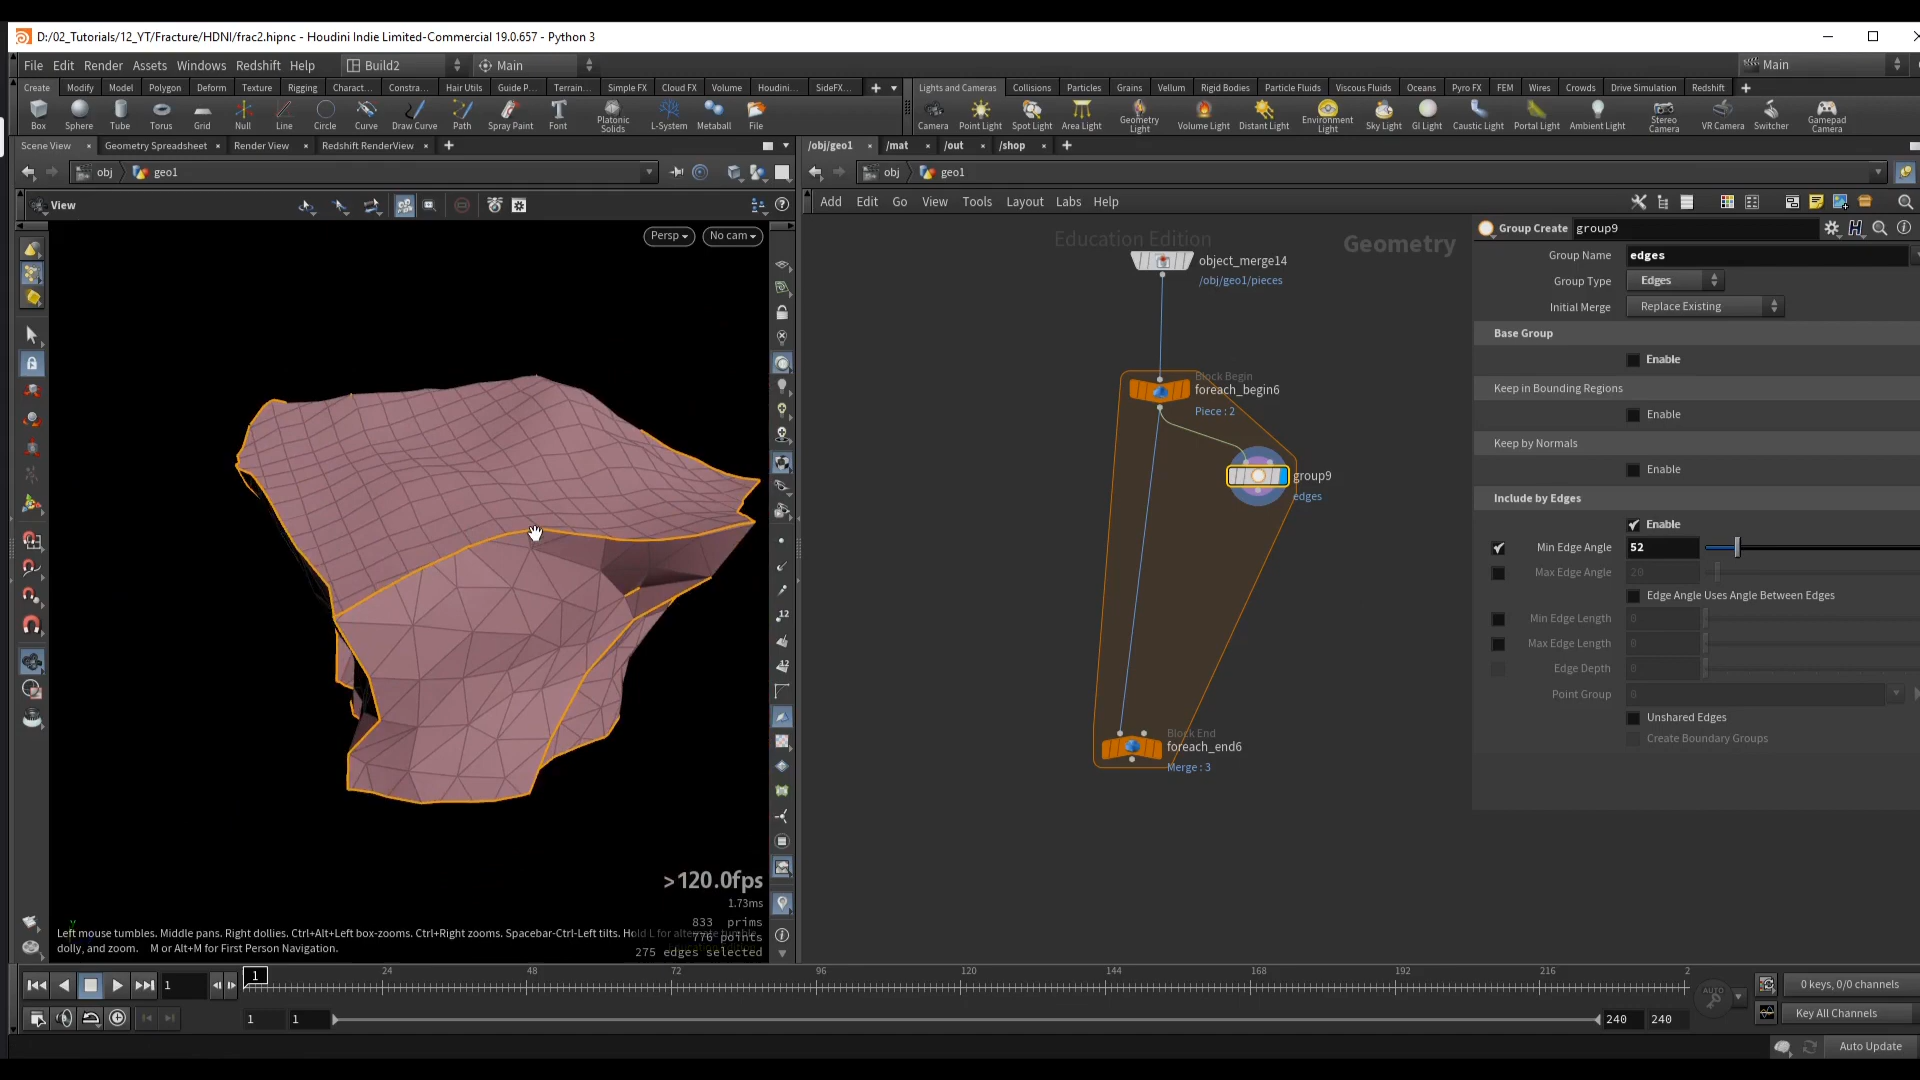 D:/02_Tutorials/12_YT/Fracture/HDNI/frac2.hipnc - Houdini Indie Limited-Commercial 19.0.657 - Python 3
File Edit Render Assets Windows Redshift Help Build2 Main Main
Create Modify Model Polygon Deform Texture Rigging Charact... Constra... Hair Utils Guide P... Terrain... Simple FX Cloud FX Volume Houdini... SideFX...
Lights and Cameras Collisions Particles Grains Vellum Rigid Bodies Particle Fluids Viscous Fluids Oceans Pyro FX FEM Wires Crowds Drive Simulation Redshift
Box Sphere Tube Torus Grid Null Line Circle Curve Draw Curve Path Spray Paint Font Platonic Solids L-System Metaball File
Camera Point Light Spot Light Area Light Geometry Light Volume Light Distant Light Environment Light Sky Light GI Light Caustic Light Portal Light Ambient Light Stereo Camera VR Camera Switcher Gamepad Camera
Scene View Geometry Spreadsheet Render View Redshift RenderView
/obj/geo1 /mat /out /shop
obj geo1
obj geo1
View
Add Edit Go View Tools Layout Labs Help
Persp No cam
Education Edition
Geometry
object_merge14
/obj/geo1/pieces
Block Begin
foreach_begin6
Piece : 2
group9
edges
Block End
foreach_end6
Merge : 3
Group Create group9
Group Name edges
Group Type Edges
Initial Merge Replace Existing
Base Group
Enable
Keep in Bounding Regions
Enable
Keep by Normals
Enable
Include by Edges
Enable
Min Edge Angle 52
Max Edge Angle 20
Edge Angle Uses Angle Between Edges
Min Edge Length 0
Max Edge Length 0
Edge Depth 0
Point Group 0
Unshared Edges
Create Boundary Groups
12
12
>120.0fps
1.73ms
833 prims
776 points
275 edges selected
Left mouse tumbles. Middle pans. Right dollies. Ctrl+Alt+Left box-zooms. Ctrl+Right zooms. Spacebar-Ctrl-Left tilts. Hold L for alternate tumble,
dolly, and zoom. M or Alt+M for First Person Navigation.
1 1 24 48 72 96 120 144 168 192 216 2
0 keys, 0/0 channels
1 1 240 240
AUTO
Key All Channels
Auto Update